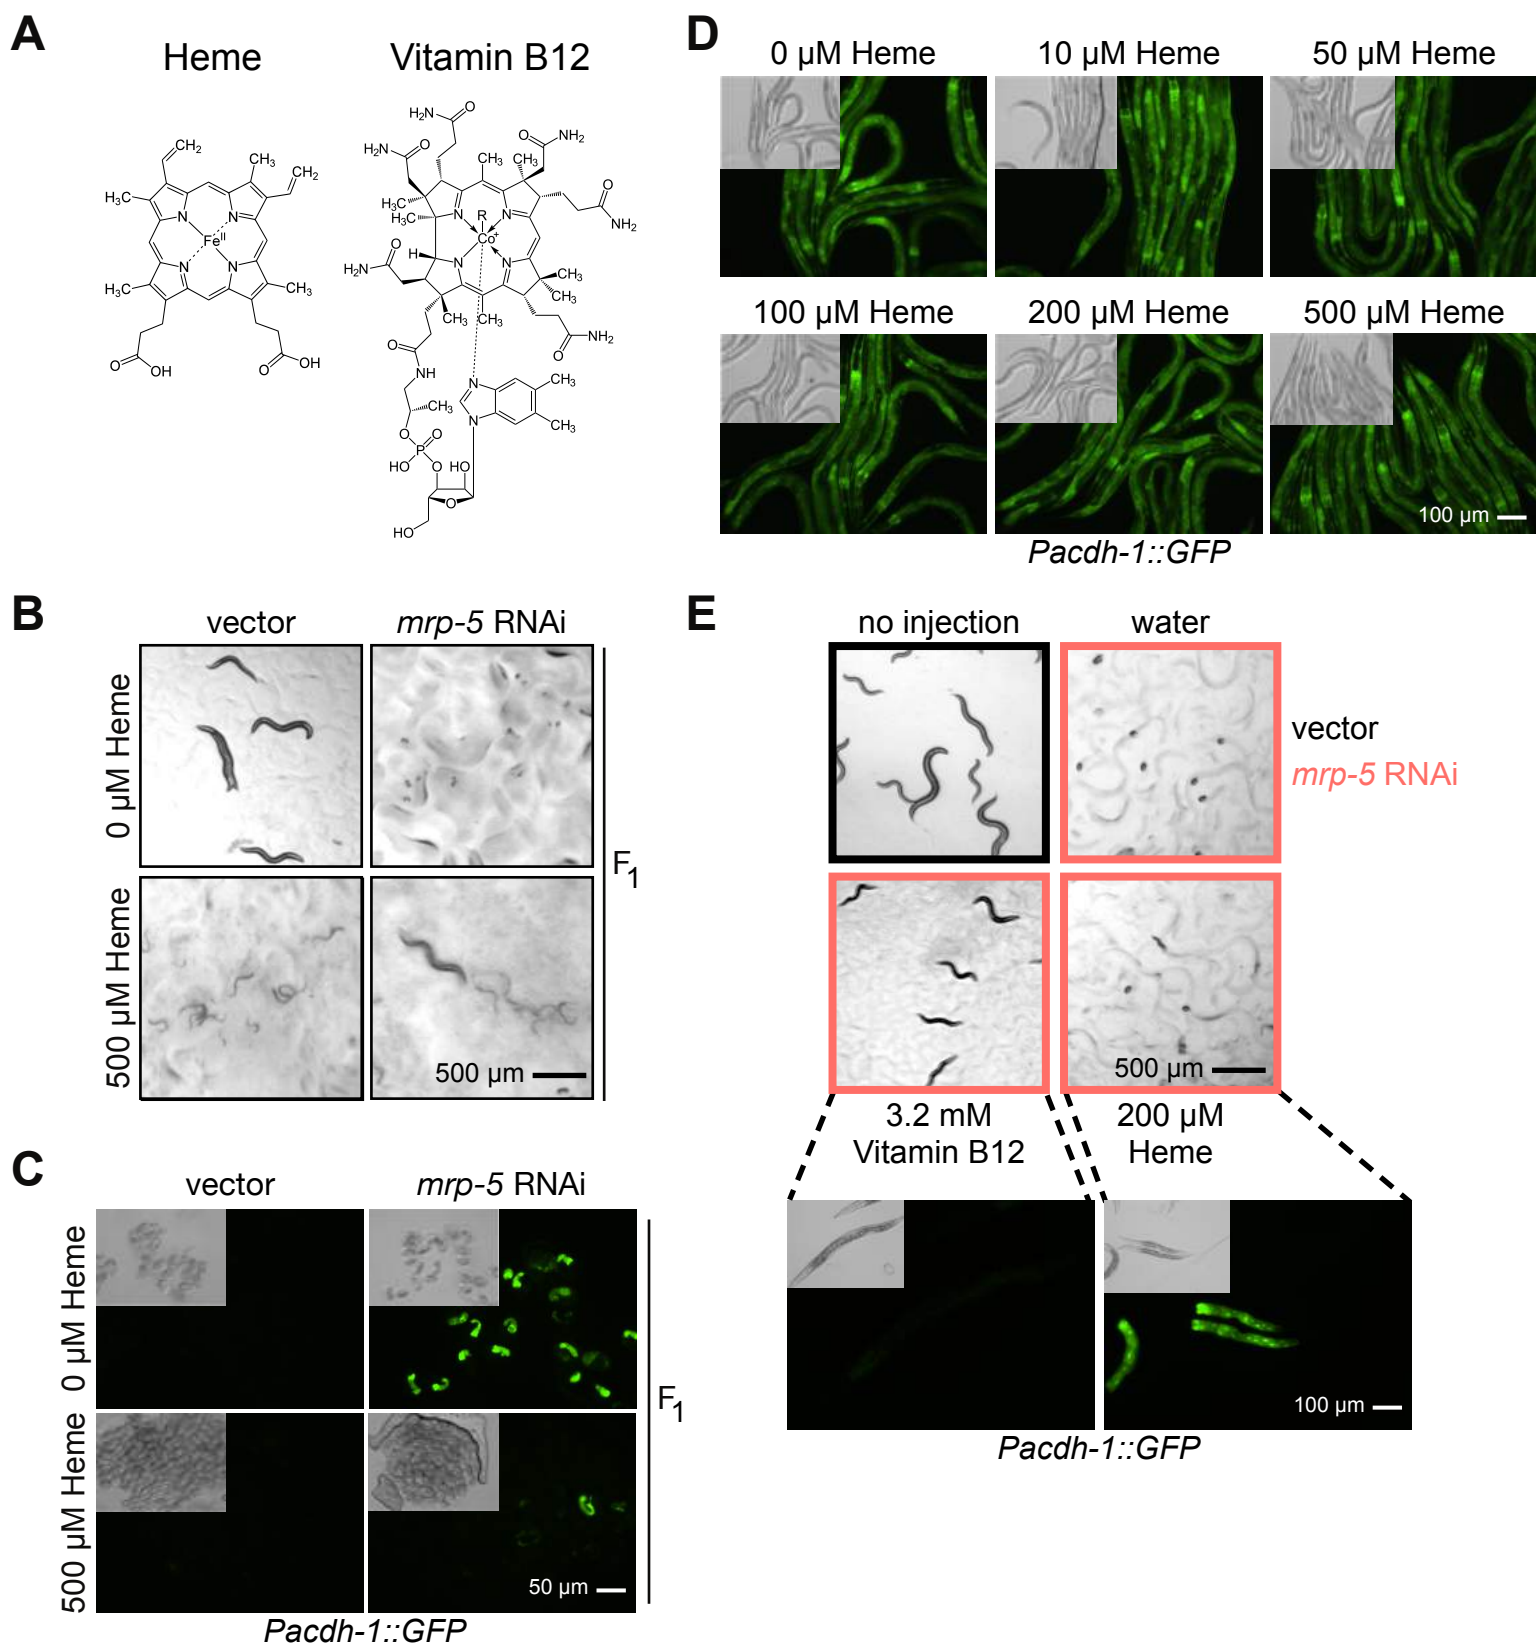 A
Heme
Vitamin B12
CH2
CH3
CH2
H3C
N
N
FeII
N
N
H3C
CH3
O
OH
O
OH
H2N
O
H2N
O
O
NH2
CH3
CH3
H3C
H3C
R
N
N
Co+
O
NH2
O
H2N
H
N
N
CH3
CH3
CH3
CH3
O
NH2
O
NH
N
CH3
CH3
N
CH3
O
O
P
HO
O
HO
O
HO
B
vector
mrp-5 RNAi
0 µM Heme
500 µM Heme
500 µm
F1
C
vector
mrp-5 RNAi
0 µM Heme
500 µM Heme
50 µm
F1
Pacdh-1::GFP
D
0 µM Heme
10 µM Heme
50 µM Heme
100 µM Heme
200 µM Heme
500 µM Heme
100 µm
Pacdh-1::GFP
E
no injection
water
vector
mrp-5 RNAi
500 µm
3.2 mM
Vitamin B12
200 µM
Heme
100 µm
Pacdh-1::GFP